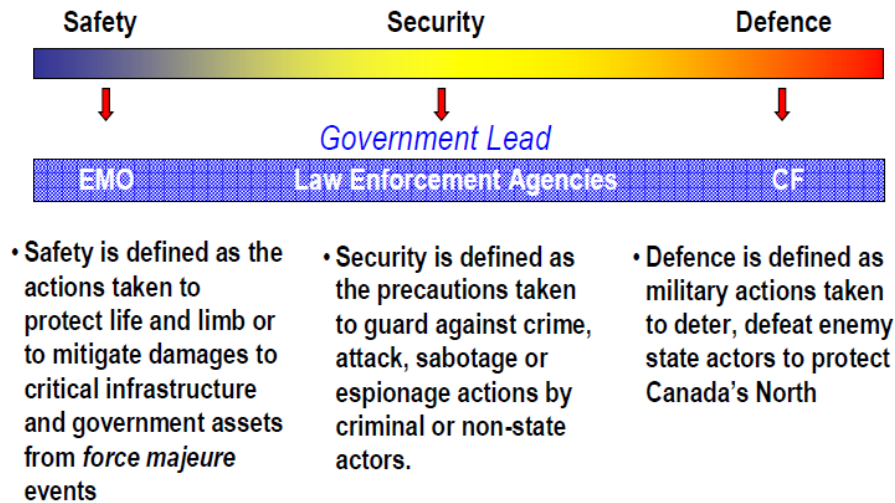 Safety Security Defence
Government Lead
EMO Law Enforcement Agencies CF
• Safety is defined as the
actions taken to
protect life and limb or
to mitigate damages to
critical infrastructure
and government assets
from force majeure
events
• Security is defined as
the precautions taken
to guard against crime,
attack, sabotage or
espionage actions by
criminal or non-state
actors.
• Defence is defined as
military actions taken
to deter, defeat enemy
state actors to protect
Canada's North